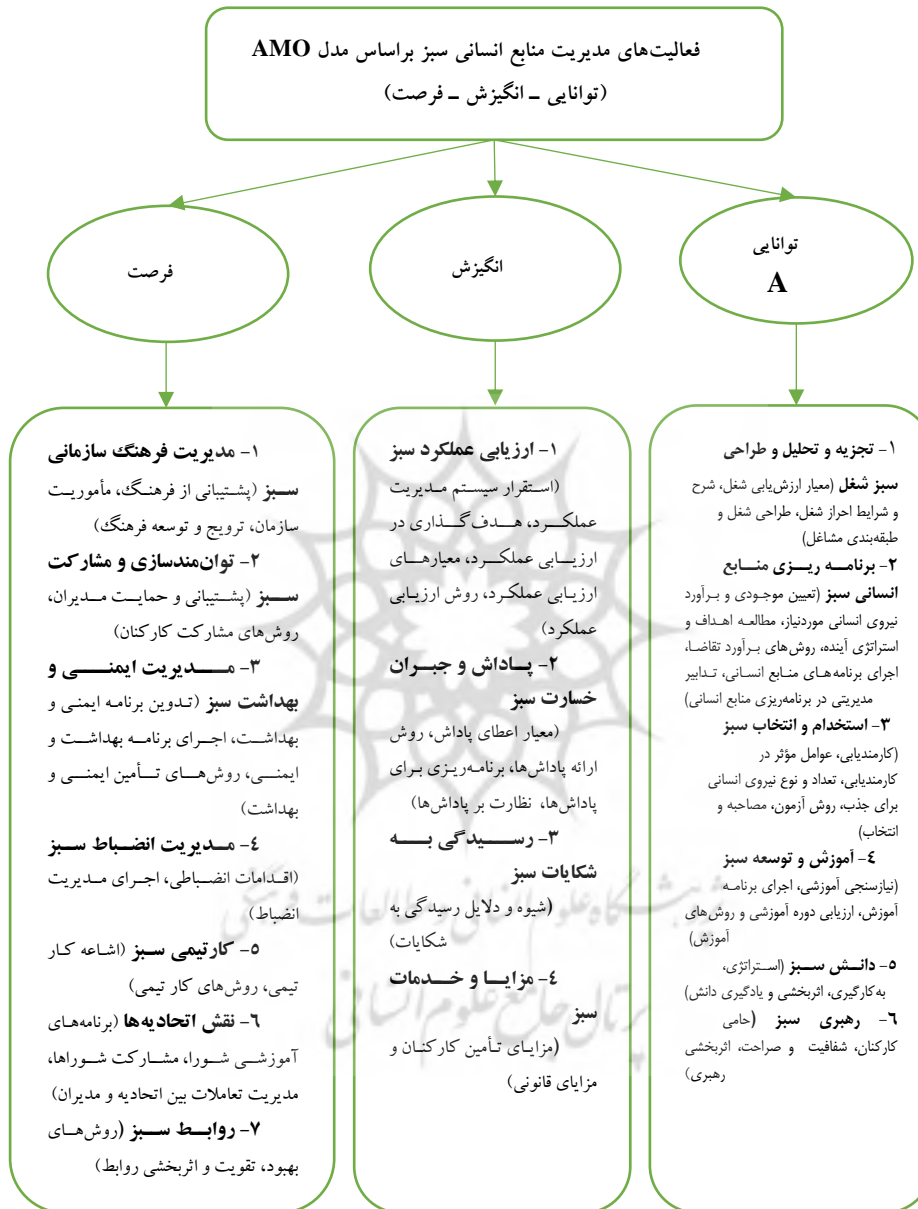 فعالیت‌های مدیریت منابع انسانی سبز براساس مدل AMO
(توانایی ـ انگیزش ـ فرصت)
توانایی
A
انگیزش
فرصت
۱- تجزیه و تحلیل و طراحی
سبز شغل (معیار ارزش‌یابی شغل، شرح
و شرایط احراز شغل، طراحی شغل و
طبقه‌بندی مشاغل)
۲- برنامه ریزی منابع
انسانی سبز (تعیین موجودی و برآورد
نیروی انسانی موردنیاز، مطالعه اهداف و
استراتژی آینده، روش‌های برآورد تقاضا،
اجرای برنامه‌های منابع انسانی، تدابیر
مدیریتی در برنامه‌ریزی منابع انسانی)
۳- استخدام و انتخاب سبز
(کارمندیابی، عوامل مؤثر در
کارمندیابی، تعداد و نوع نیروی انسانی
برای جذب، روش آزمون، مصاحبه و
انتخاب)
۴- آموزش و توسعه سبز
(نیازسنجی آموزشی، اجرای برنامه
آموزش، ارزیابی دوره آموزشی و روش‌های
آموزش)
۵- دانش سبز (استراتژی،
به‌کارگیری، اثربخشی و یادگیری دانش)
۶- رهبری سبز (حامی
کارکنان، شفافیت و صراحت، اثربخشی
رهبری)
۱- ارزیابی عملکرد سبز
(استقرار سیستم مدیریت
عملکرد، هدف‌گذاری در
ارزیابی عملکرد، معیارهای
ارزیابی عملکرد، روش ارزیابی
عملکرد)
۲- پاداش و جبران
خسارت سبز
(معیار اعطای پاداش، روش
ارائه پاداش‌ها، برنامه‌ریزی برای
پاداش‌ها، نظارت بر پاداش‌ها)
۳- رسیدگی به
شکایات سبز
(شیوه و دلایل رسیدگی به
شکایات)
۴- مزایا و خدمات
سبز
(مزایای تأمین کارکنان و
مزایای قانونی)
۱- مدیریت فرهنگ سازمانی
سبز (پشتیبانی از فرهنگ، مأموریت
سازمان، ترویج و توسعه فرهنگ)
۲- توان‌مندسازی و مشارکت
سبز (پشتیبانی و حمایت مدیران،
روش‌های مشارکت کارکنان)
۳- مدیریت ایمنی و
بهداشت سبز (تدوین برنامه ایمنی و
بهداشت، اجرای برنامه بهداشت و
ایمنی، روش‌های تأمین ایمنی و
بهداشت)
۴- مدیریت انضباط سبز
(اقدامات انضباطی، اجرای مدیریت
انضباط)
۵- کارتیمی سبز (اشاعه کار
تیمی، روش‌های کار تیمی)
۶- نقش اتحادیه‌ها (برنامه‌های
آموزشی شورا، مشارکت شوراها،
مدیریت تعاملات بین اتحادیه و مدیران)
۷- روابط سبز (روش‌های
بهبود، تقویت و اثربخشی روابط)
پژوهشگاه علوم انسانی و مطالعات فرهنگی
پرتال جامع علوم انسانی